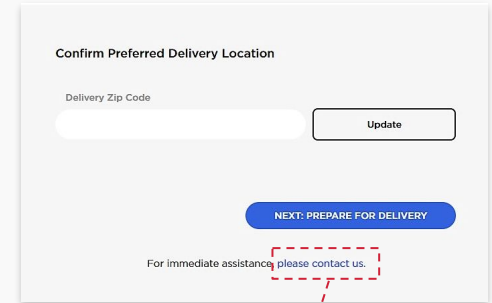 Confirm Preferred Delivery Location
Delivery Zip Code
Update
NEXT: PREPARE FOR DELIVERY
For immediate assistance, please contact us.